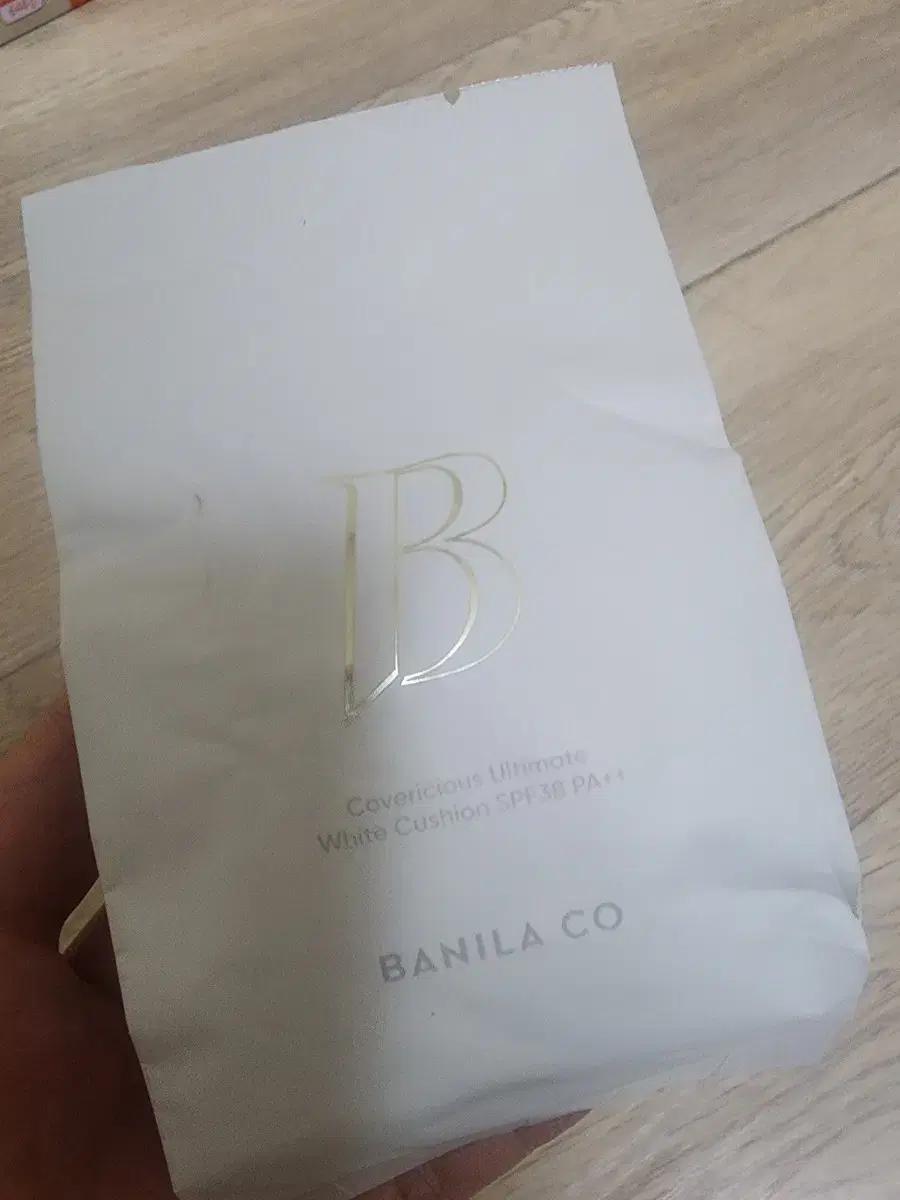 B
Covericious Ultimate
White Cushion SPF38 PA++
BANILA CO